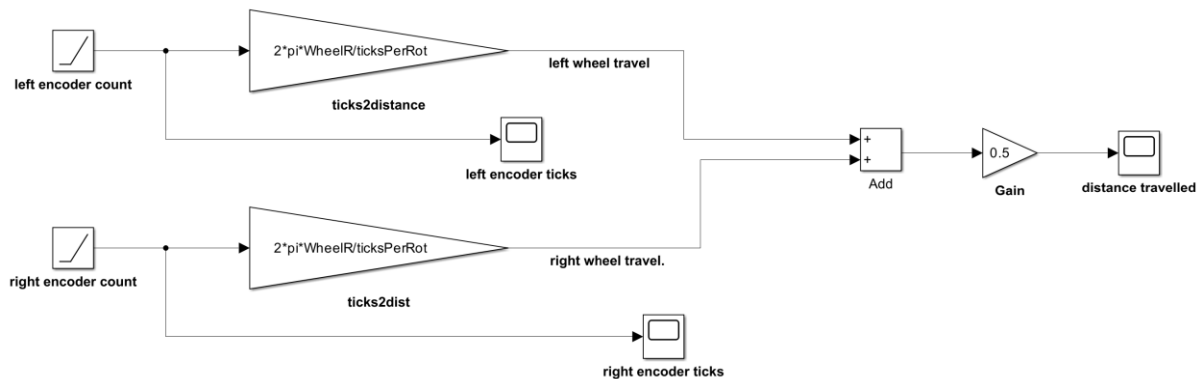 2*pi*WheelR/ticksPerRot
left wheel travel
left encoder count
ticks2distance
+
+
0.5
left encoder ticks
Add
Gain
distance travelled
2*pi*WheelR/ticksPerRot
right wheel travel.
right encoder count
ticks2dist
right encoder ticks